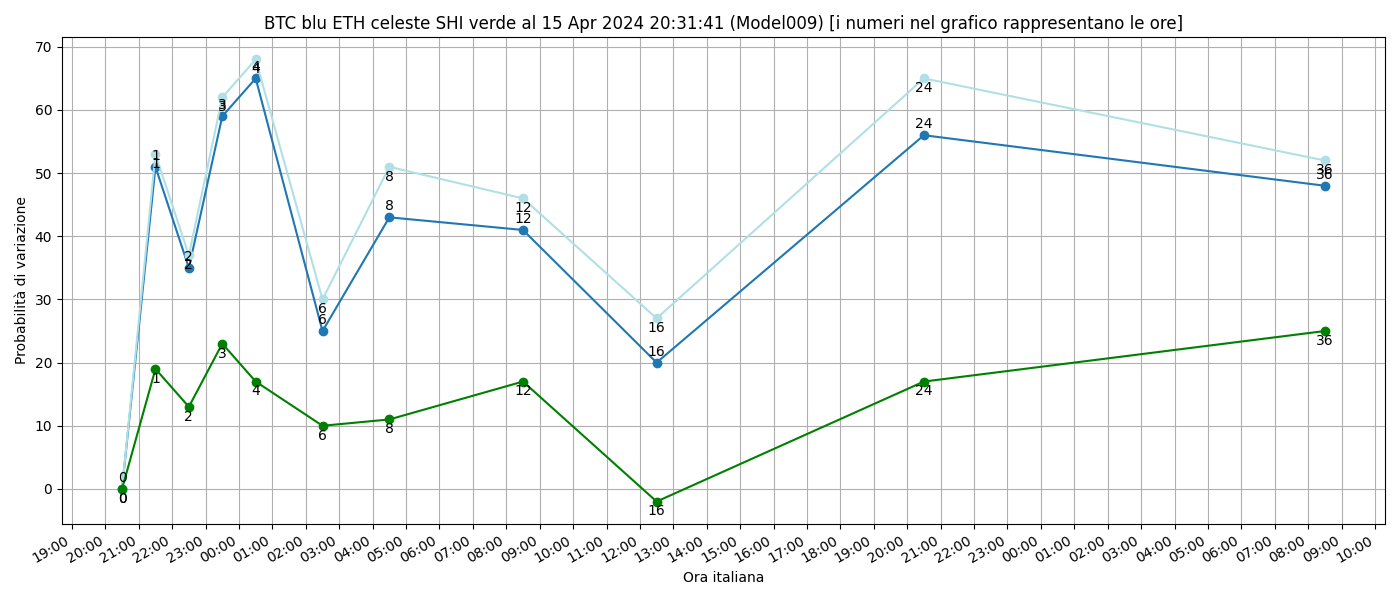 BTC blu ETH celeste SHI verde al 15 Apr 2024 20:31:41 (Model009) [i numeri nel grafico rappresentano le ore]
Probabilità di variazione
70
60
50
40
30
20
10
0
0 1 2 3 4 6 8 12 16 24 36
0 1 2 3 4 6 8 12 16 24 36
0 1 2 3 4 6 8 12 16 24 36
19:00 20:00 21:00 22:00 23:00 00:00 01:00 02:00 03:00 04:00 05:00 06:00 07:00 08:00 09:00 10:00 11:00 12:00 13:00 14:00 15:00 16:00 17:00 18:00 19:00 20:00 21:00 22:00 23:00 00:00 01:00 02:00 03:00 04:00 05:00 06:00 07:00 08:00 09:00 10:00
Ora italiana